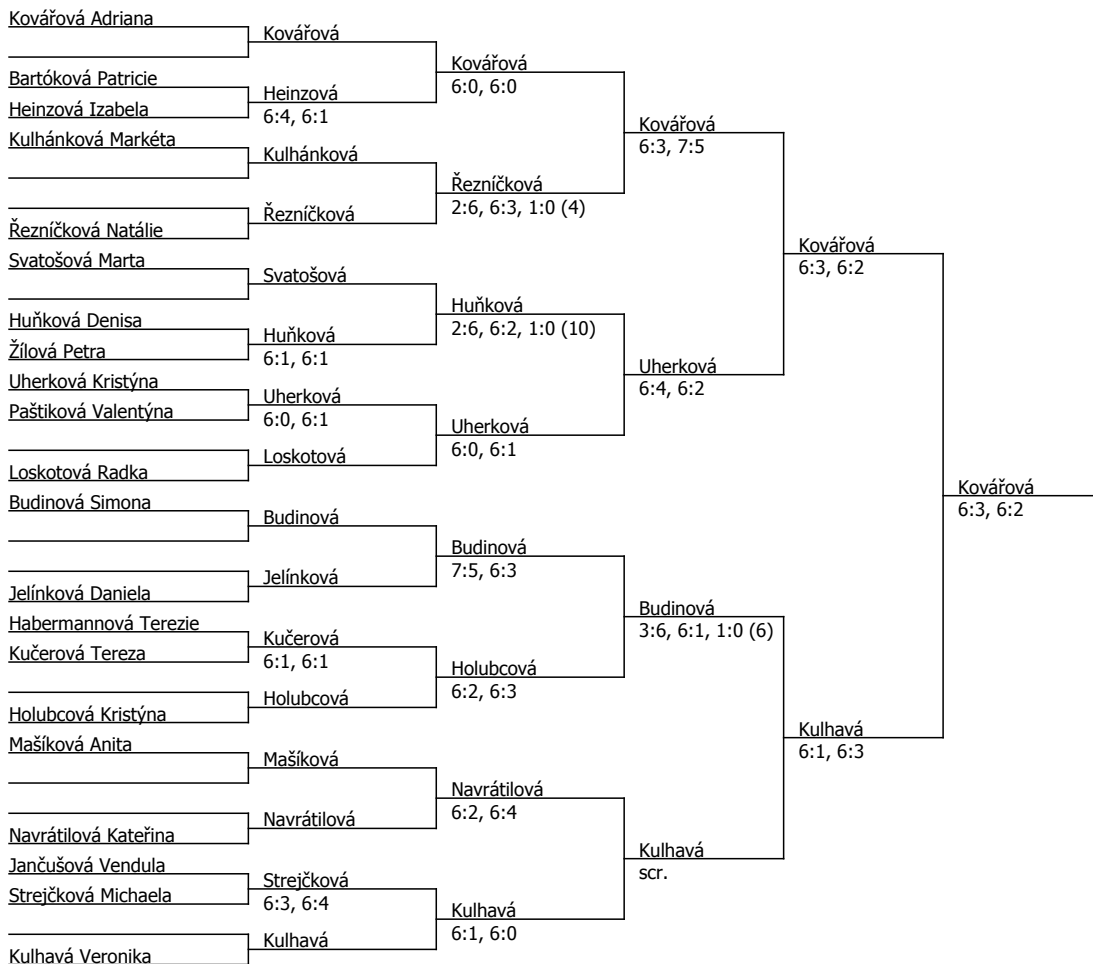 Kovářová Adriana
Bartóková Patricie
Heinzová Izabela
Kulhánková Markéta
Řezníčková Natálie
Svatošová Marta
Huňková Denisa
Žílová Petra
Uherková Kristýna
Paštiková Valentýna
Loskotová Radka
Budinová Simona
Jelínková Daniela
Habermannová Terezie
Kučerová Tereza
Holubcová Kristýna
Mašíková Anita
Navrátilová Kateřina
Jančušová Vendula
Strejčková Michaela
Kulhavá Veronika
Kovářová
Heinzová
6:4, 6:1
Kulhánková
Řezníčková
Svatošová
Huňková
6:1, 6:1
Uherková
6:0, 6:1
Loskotová
Budinová
Jelínková
Kučerová
6:1, 6:1
Holubcová
Mašíková
Navrátilová
Strejčková
6:3, 6:4
Kulhavá
Kovářová
6:0, 6:0
Řezníčková
2:6, 6:3, 1:0 (4)
Huňková
2:6, 6:2, 1:0 (10)
Uherková
6:0, 6:1
Budinová
7:5, 6:3
Holubcová
6:2, 6:3
Navrátilová
6:2, 6:4
Kulhavá
6:1, 6:0
Kovářová
6:3, 7:5
Uherková
6:4, 6:2
Budinová
3:6, 6:1, 1:0 (6)
Kulhavá
scr.
Kovářová
6:3, 6:2
Kulhavá
6:1, 6:3
Kovářová
6:3, 6:2